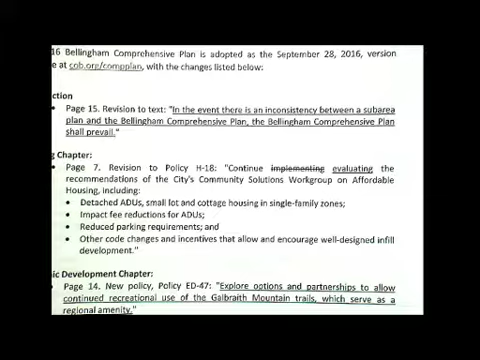 16 Bellingham Comprehensive Plan is adopted as the September 28, 2016, version
e at cob.org/compplan, with the changes listed below:
ction
• Page 15. Revision to text: "In the event there is an inconsistency between a subarea
plan and the Bellingham Comprehensive Plan, the Bellingham Comprehensive Plan
shall prevail."
g Chapter:
• Page 7. Revision to Policy H-18: "Continue implementing evaluating the
recommendations of the City's Community Solutions Workgroup on Affordable
Housing, including:
• Detached ADUs, small lot and cottage housing in single-family zones;
• Impact fee reductions for ADUs;
• Reduced parking requirements; and
• Other code changes and incentives that allow and encourage well-designed infill
development."
ic Development Chapter:
• Page 14. New policy, Policy ED-47: "Explore options and partnerships to allow
continued recreational use of the Galbraith Mountain trails, which serve as a
regional amenity."